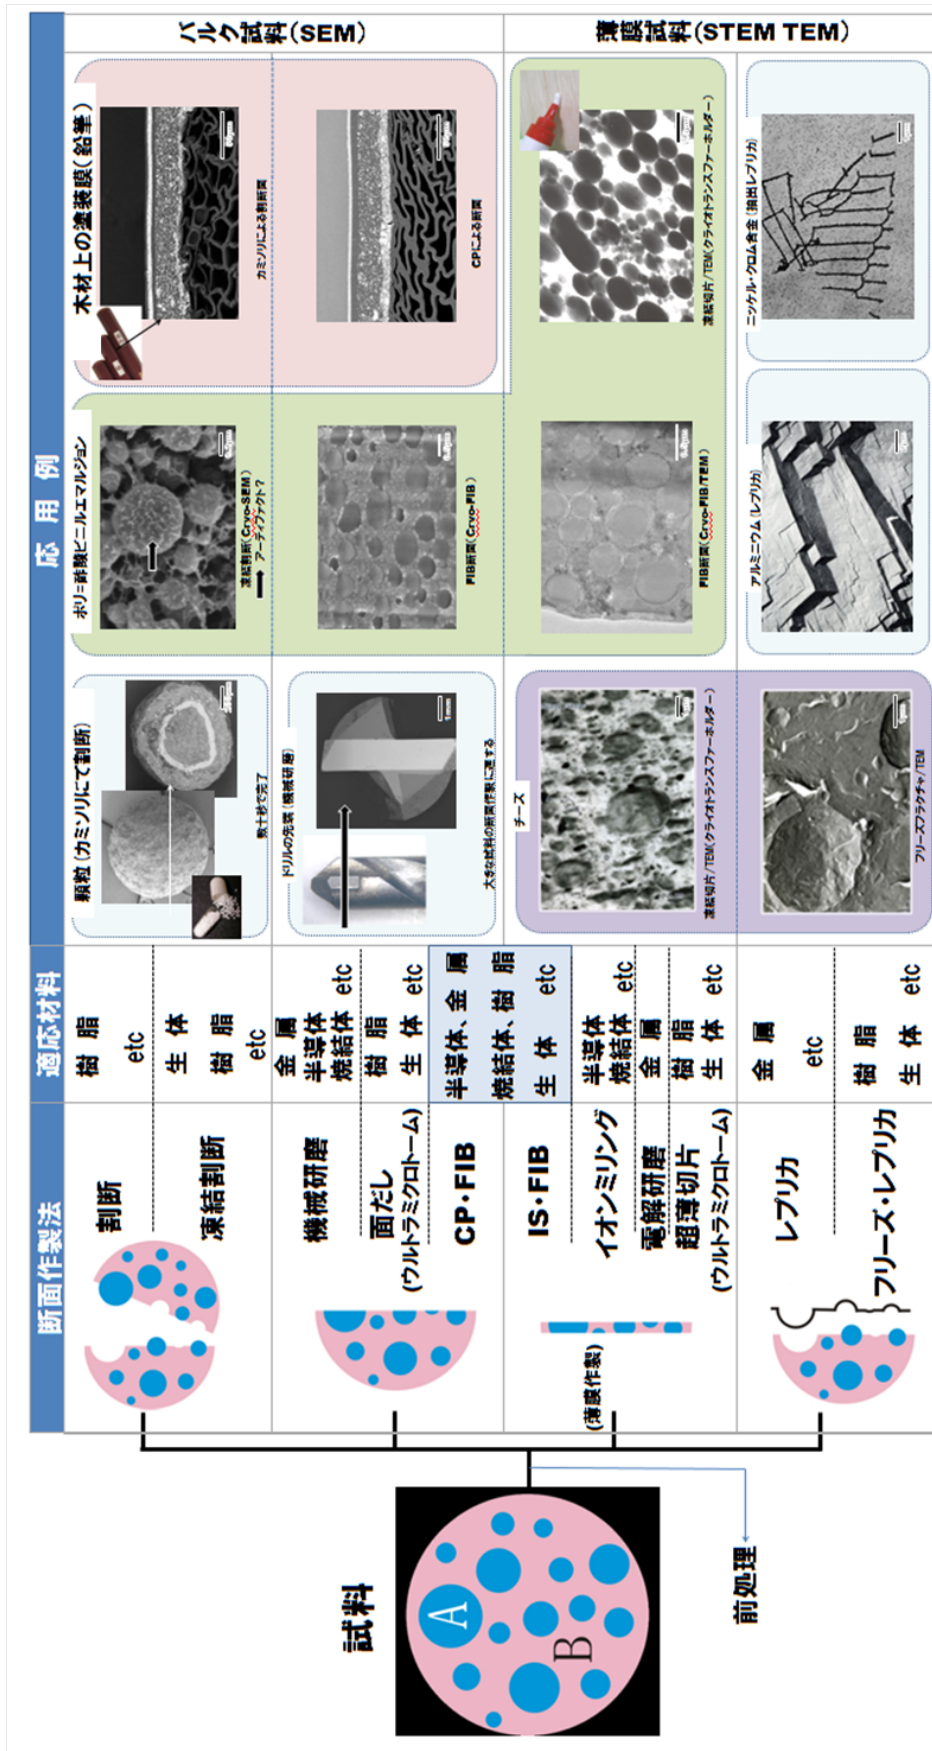 試料
A
B
前処理
断面作製法
適応材料
応 用 例
バルク試料(SEM)
薄膜試料(STEM TEM)
割断
樹 脂
etc
凍結割断
生 体
樹 脂
etc
機械研磨
金 属
半導体
焼結体 etc
面だし
(ウルトラミクロトーム)
樹 脂
生 体 etc
CP・FIB
IS・FIB
半導体、金 属
焼結体、樹 脂
生 体 etc
(薄膜作製)
イオンミリング
半導体
焼結体 etc
電解研磨
金 属
超薄切片
(ウルトラミクロトーム)
樹 脂
生 体 etc
レプリカ
金 属
etc
フリーズ・レプリカ
樹 脂
生 体 etc
顆粒(カミソリにて割断)
数十秒で完了
ポリ=酢酸ビニルエマルジョン
凍結割断(Cryo-SEM)
アーティファクト?
木材上の塗装膜(鉛筆)
カミソリによる割断面
ドリルの先端(機械研磨)
1mm
大きな試料の断面作製に適する
FIB断面(Cryo-FIB)
CPによる断面
チーズ
凍結切片/TEM(クライオトランスファーホルダー)
FIB断面(Cryo-FIB/TEM)
凍結切片/TEM(クライオトランスファーホルダー)
フリーズフラクチャ/TEM
アルミニウム(レプリカ)
ニッケル・クロム合金(抽出レプリカ)